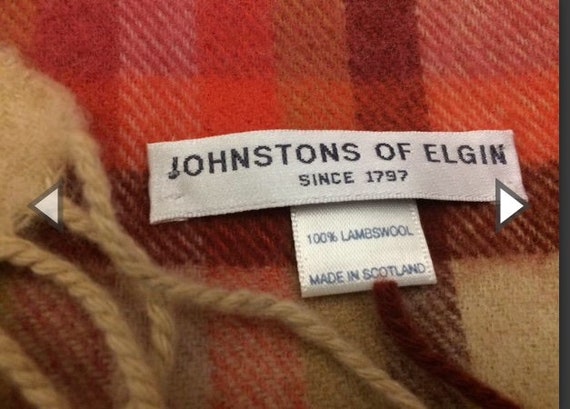 JOHNSTONS OF ELGIN
SINCE 1797
100% LAMBSWOOL
MADE IN SCOTLAND